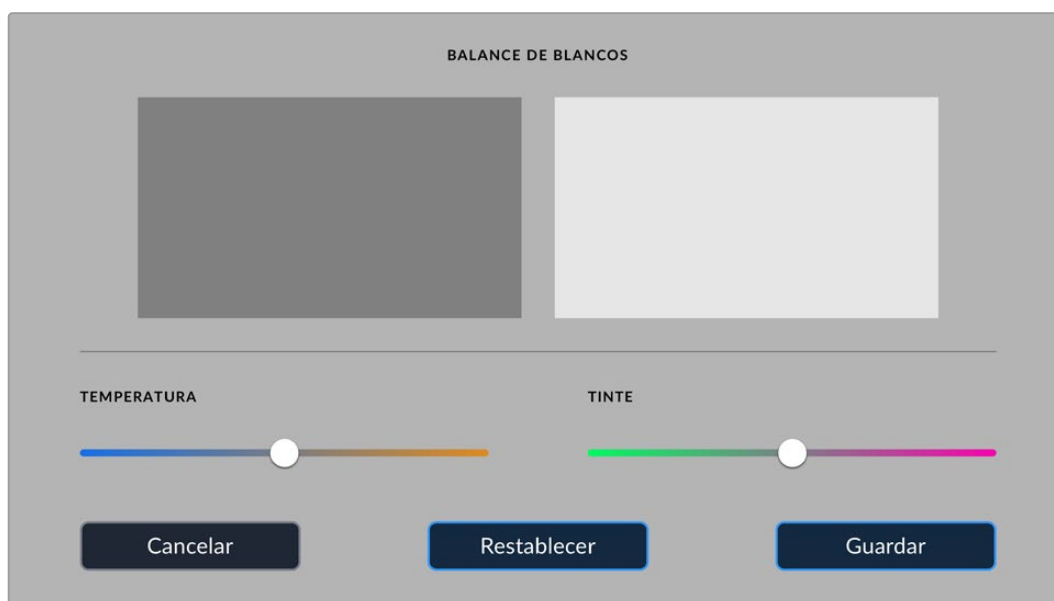 BALANCE DE BLANCOS
TEMPERATURA
TINTE
Cancelar
Restablecer
Guardar